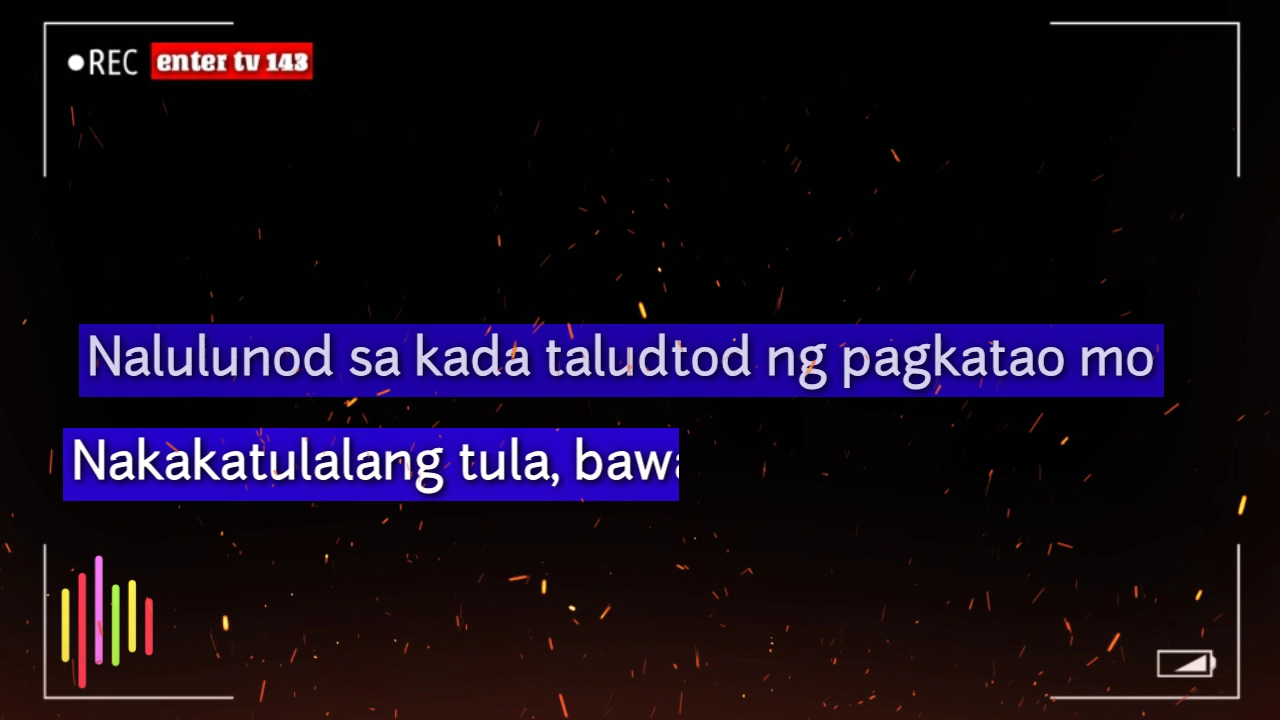 REC enter tv 143
Nalulunod sa kada taludtod ng pagkatao mo
Nakakatulalang tula,